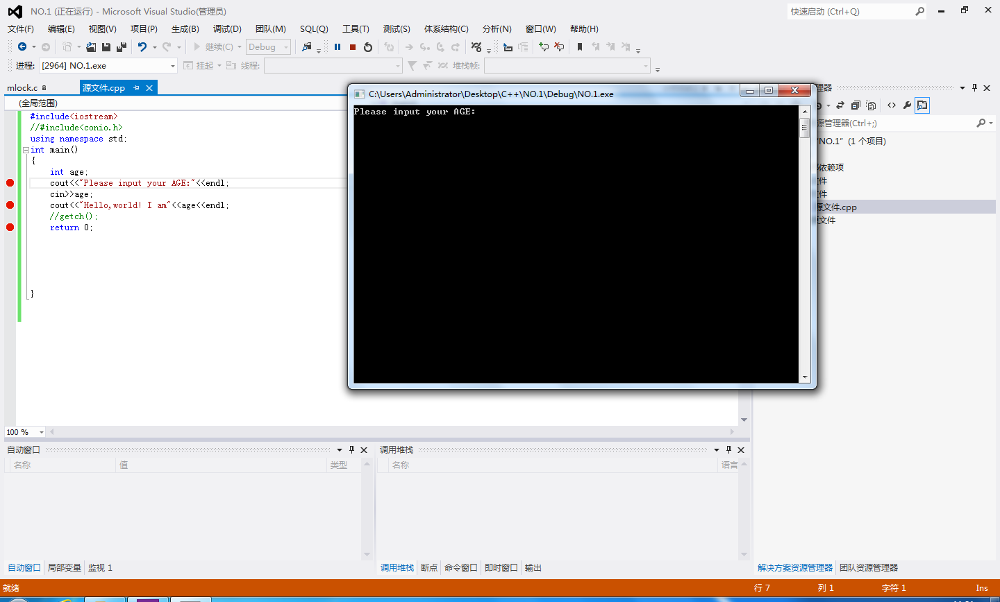 NO.1 (正在运行) - Microsoft Visual Studio(管理员)
快速启动 (Ctrl+Q)
文件(F) 编辑(E) 视图(V) 项目(P) 生成(B) 调试(D) 团队(M) SQL(Q) 工具(T) 测试(S) 体系结构(C) 分析(N) 窗口(W) 帮助(H)
继续(C) Debug
进程: [2964] NO.1.exe 挂起 线程: 堆栈帧:
mlock.c 源文件.cpp
(全局范围)
#include<iostream>
//#include<conio.h>
using namespace std;
int main()
{
int age;
cout<<"Please input your AGE:"<<endl;
cin>>age;
cout<<"Hello,world! I am"<<age<<endl;
//getch();
return 0;
}
C:\Users\Administrator\Desktop\C++\NO.1\Debug\NO.1.exe
Please input your AGE:
管理器
资源管理器(Ctrl+;)
"NO.1" (1 个项目)
依赖项
文件
文件
源文件.cpp
源文件
100 %
自动窗口
名称 值 类型
调用堆栈
名称 语言
自动窗口 局部变量 监视 1
调用堆栈 断点 命令窗口 即时窗口 输出
解决方案资源管理器 团队资源管理器
就绪
行 7 列 1 字符 1 Ins